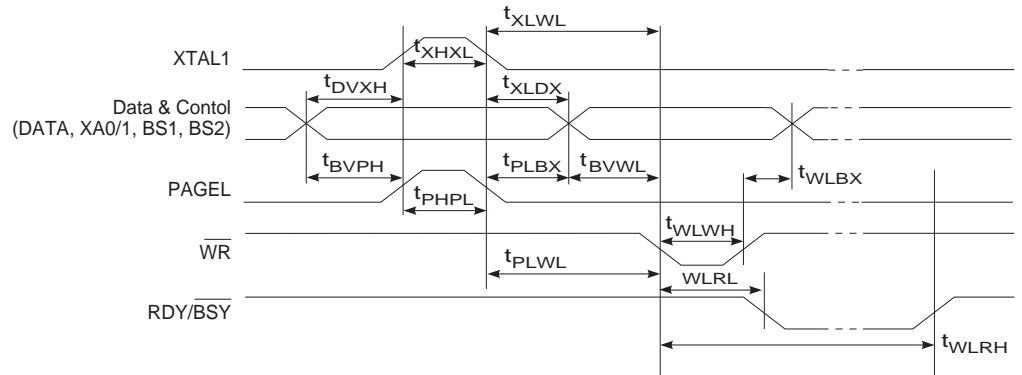 tXLWL
XTAL1
tXHXL
tDVXH
tXLDX
Data & Contol
(DATA, XA0/1, BS1, BS2)
tBVPH
tPLBX
tBVWL
tWLBX
PAGEL
tPHPL
tWLWH
WR
tPLWL
WLRL
RDY/BSY
tWLRH